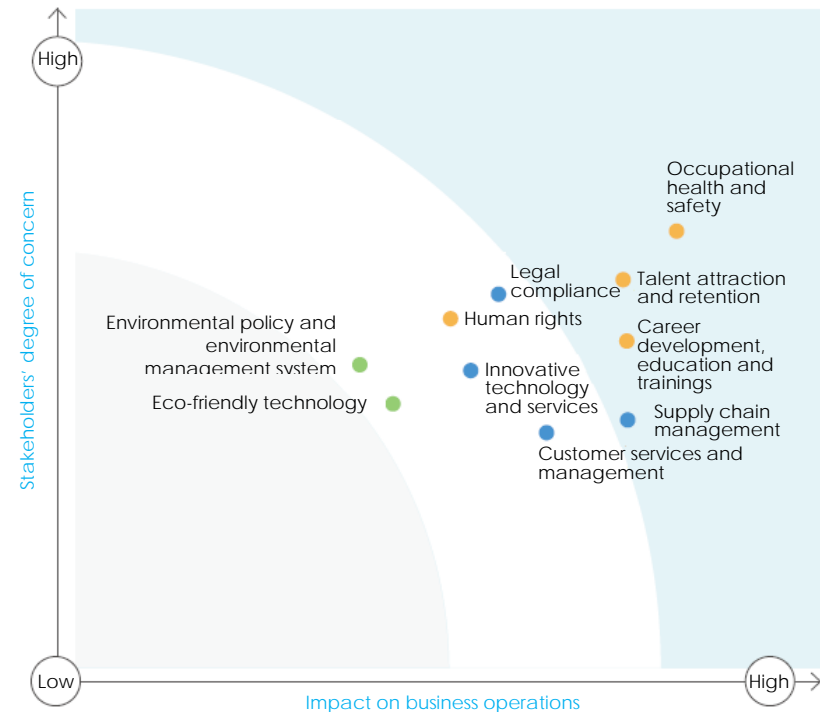 High
Occupational
health and
safety
Legal
compliance
Talent attraction
and retention
Human rights
Career
development,
education and
trainings
Environmental policy and
environmental
management system
Innovative
technology
and services
Eco-friendly technology
Supply chain
management
Customer services and
management
Stakeholders' degree of concern
Low
High
Impact on business operations